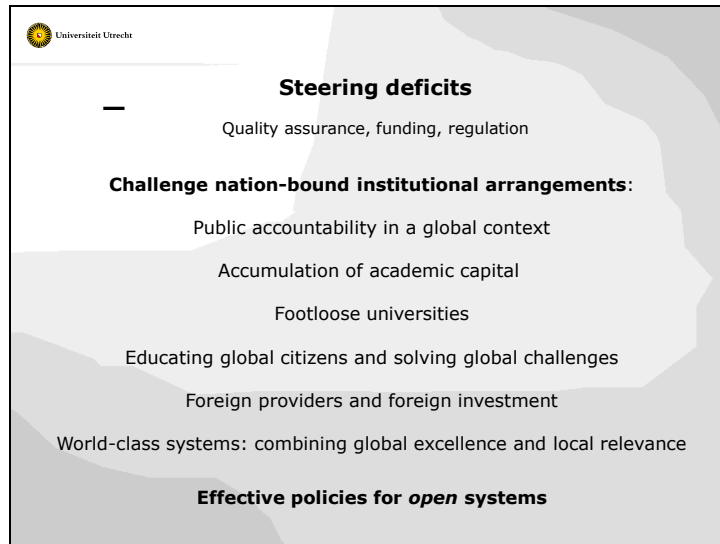 Universiteit Utrecht
Steering deficits
–
Quality assurance, funding, regulation
Challenge nation-bound institutional arrangements:
Public accountability in a global context
Accumulation of academic capital
Footloose universities
Educating global citizens and solving global challenges
Foreign providers and foreign investment
World-class systems: combining global excellence and local relevance
Effective policies for open systems